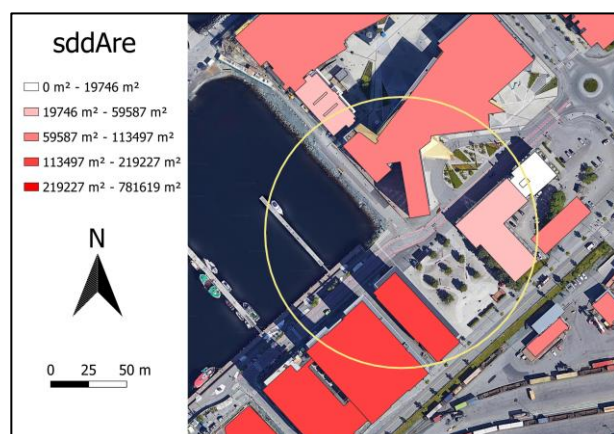 sddAre
0 m² - 19746 m²
19746 m² - 59587 m²
59587 m² - 113497 m²
113497 m² - 219227 m²
219227 m² - 781619 m²
N
0 25 50 m